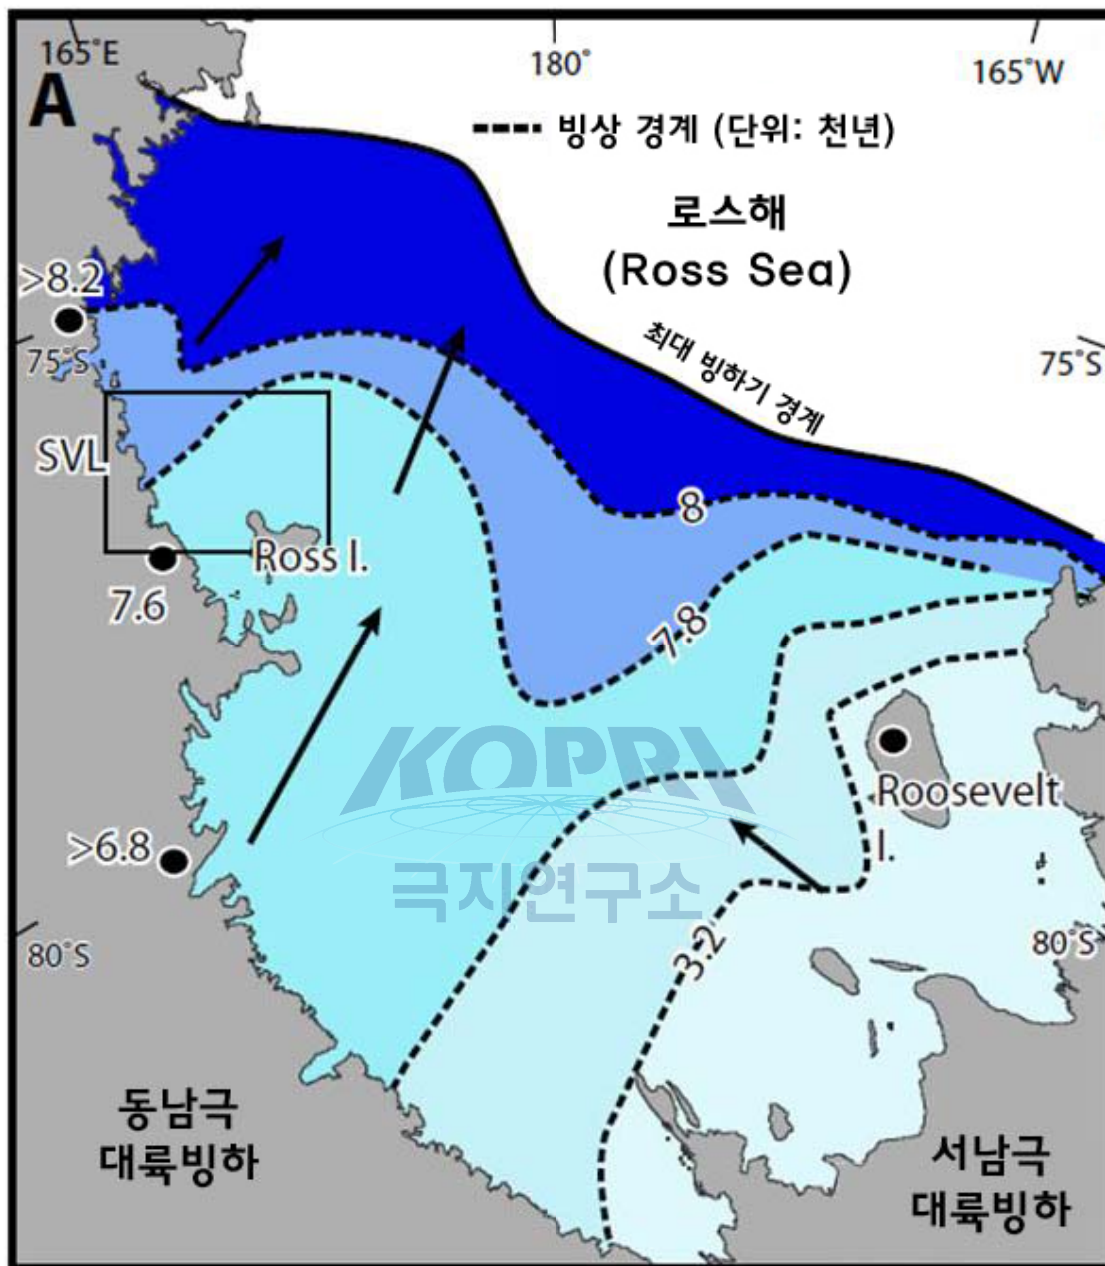 165°E
180°
165°W
A
빙상 경계 (단위: 천년)
로스해
(Ross Sea)
>8.2
최대 빙하기 경계
75°S
75°S
SVL
8
Ross I.
7.6
7.8
KOPRI
Roosevelt
I.
>6.8
극지연구소
3.2
80°S
80°S
동남극
대륙빙하
서남극
대륙빙하